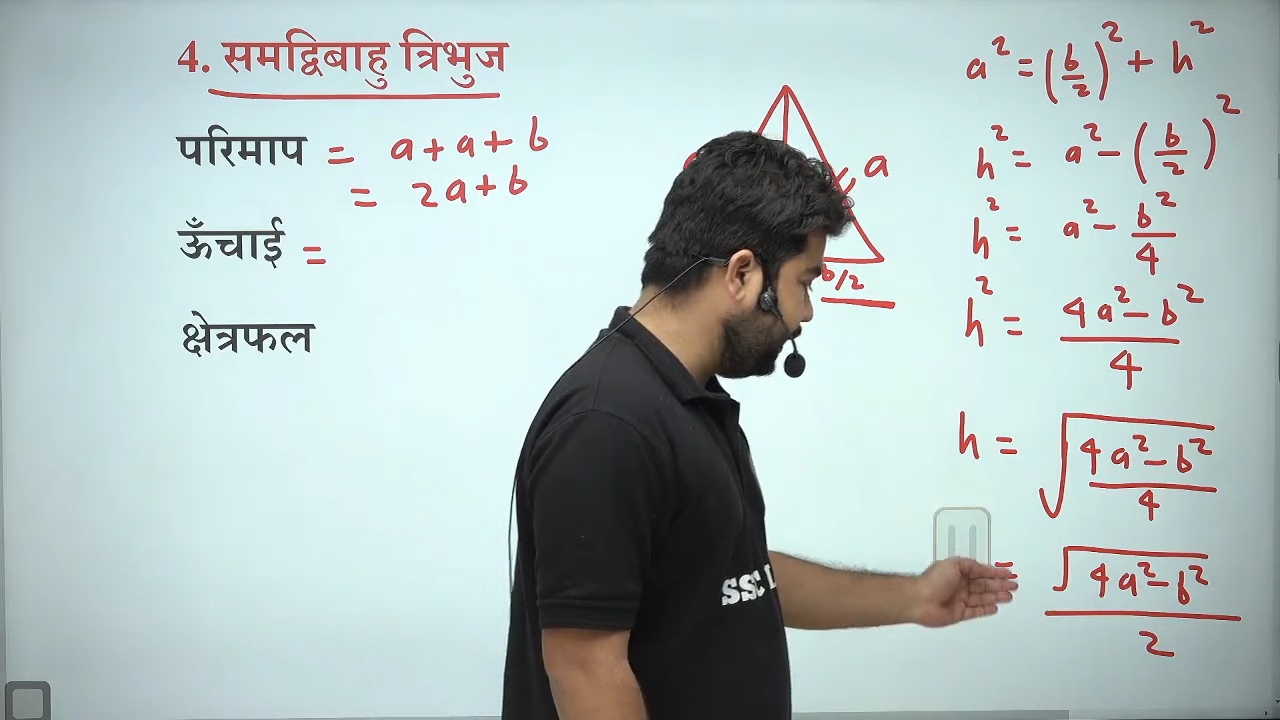 4. समद्विबाहु त्रिभुज
परिमाप = a + a + b
= 2a + b
ऊँचाई =
क्षेत्रफल
a
b/2
a² = (b/2)² + h²
h² = a² - (b/2)²
h² = a² - b²/4
h² = 4a² - b²/4
h = √4a² - b²/4
= √4a² - b²/2
SSC